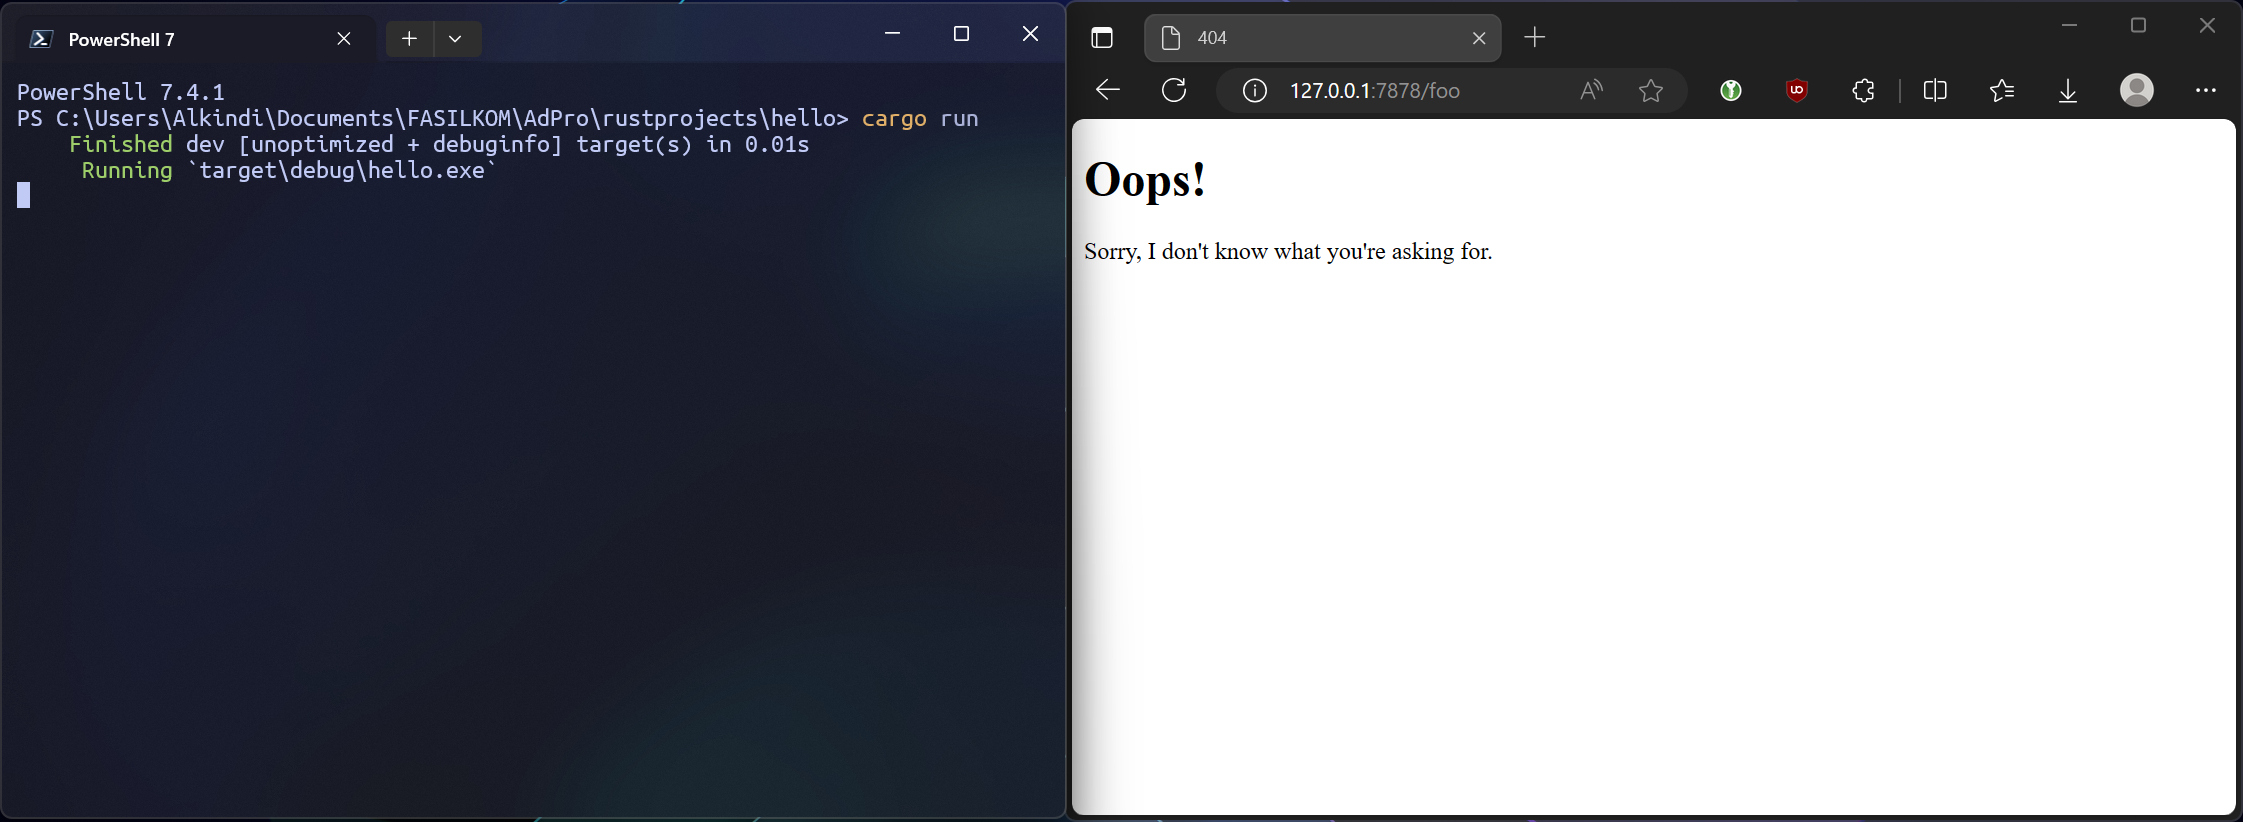 PowerShell 7
PowerShell 7.4.1
PS C:\Users\Alkindi\Documents\FASILKOM\AdPro\rustprojects\hello> cargo run
Finished dev [unoptimized + debuginfo] target(s) in 0.01s
Running `target\debug\hello.exe`
404
127.0.0.1:7878/foo
Oops!
Sorry, I don't know what you're asking for.